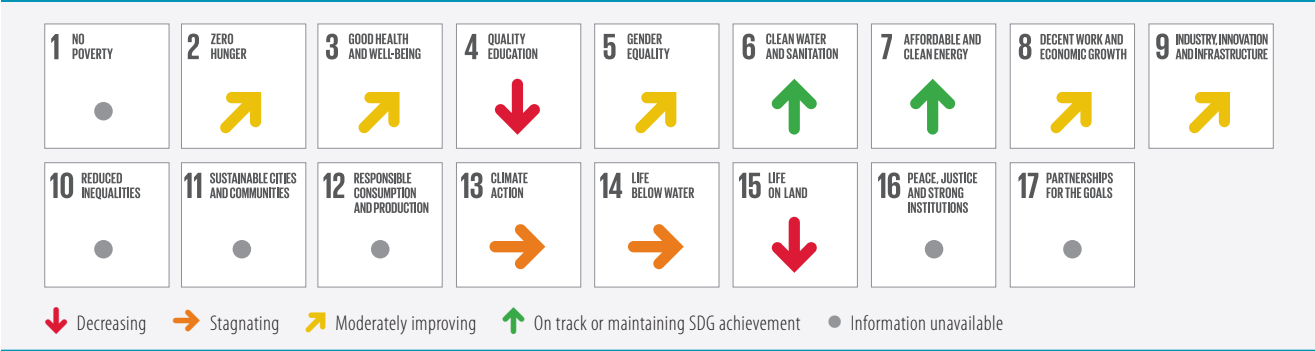 1 NO
POVERTY
2 ZERO
HUNGER
3 GOOD HEALTH
AND WELL-BEING
4 QUALITY
EDUCATION
5 GENDER
EQUALITY
6 CLEAN WATER
AND SANITATION
7 AFFORDABLE AND
CLEAN ENERGY
8 DECENT WORK AND
ECONOMIC GROWTH
9 INDUSTRY, INNOVATION
AND INFRASTRUCTURE
10 REDUCED
INEQUALITIES
11 SUSTAINABLE CITIES
AND COMMUNITIES
12 RESPONSIBLE
CONSUMPTION
AND PRODUCTION
13 CLIMATE
ACTION
14 LIFE
BELOW WATER
15 LIFE
ON LAND
16 PEACE, JUSTICE
AND STRONG
INSTITUTIONS
17 PARTNERSHIPS
FOR THE GOALS
Decreasing Stagnating Moderately improving On track or maintaining SDG achievement Information unavailable